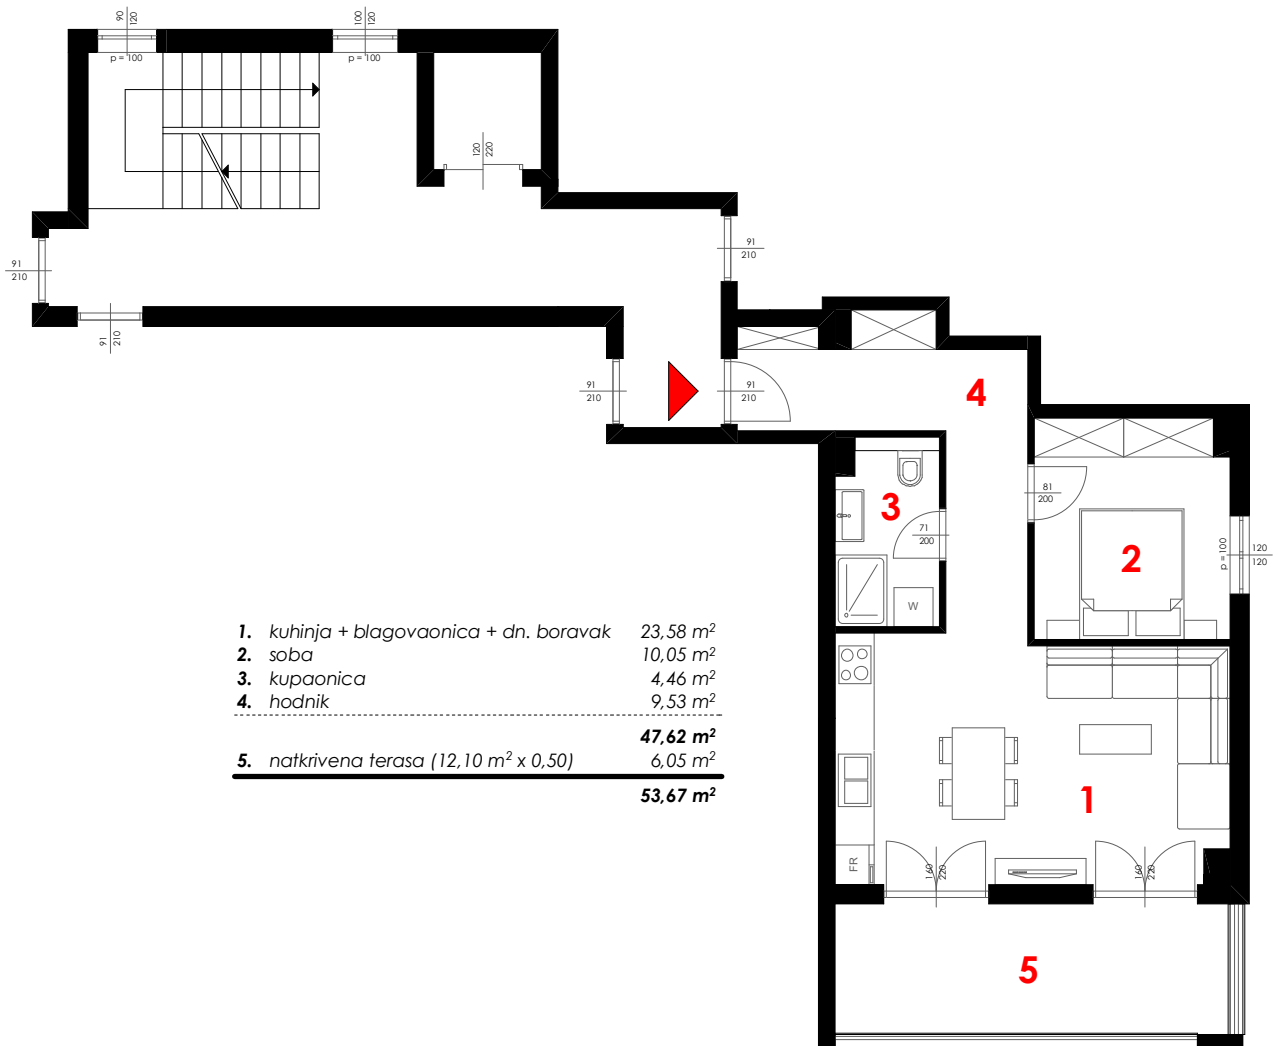 90
120
p = 100
100
120
p = 100
120
220
91
210
91
210
91
210
91
210
91
210
4
81
200
3
71
200
2
p = 100
120
120
W
1. kuhinja + blagovaonica + dn. boravak 23,58 m²
2. soba 10,05 m²
3. kupaonica 4,46 m²
4. hodnik 9,53 m²
47,62 m²
5. natkrivena terasa (12,10 m² x 0,50) 6,05 m²
53,67 m²
1
FR
160
220
160
220
5